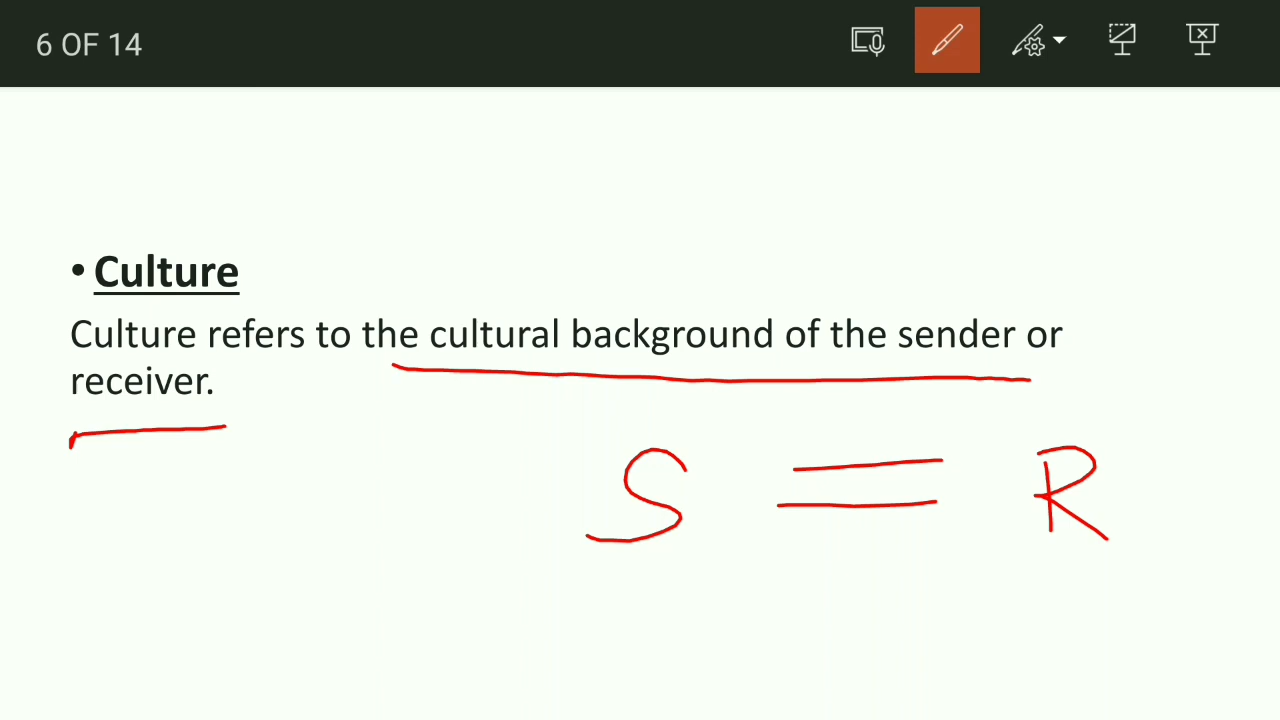 6 OF 14
• Culture
Culture refers to the cultural background of the sender or
receiver.
S = R